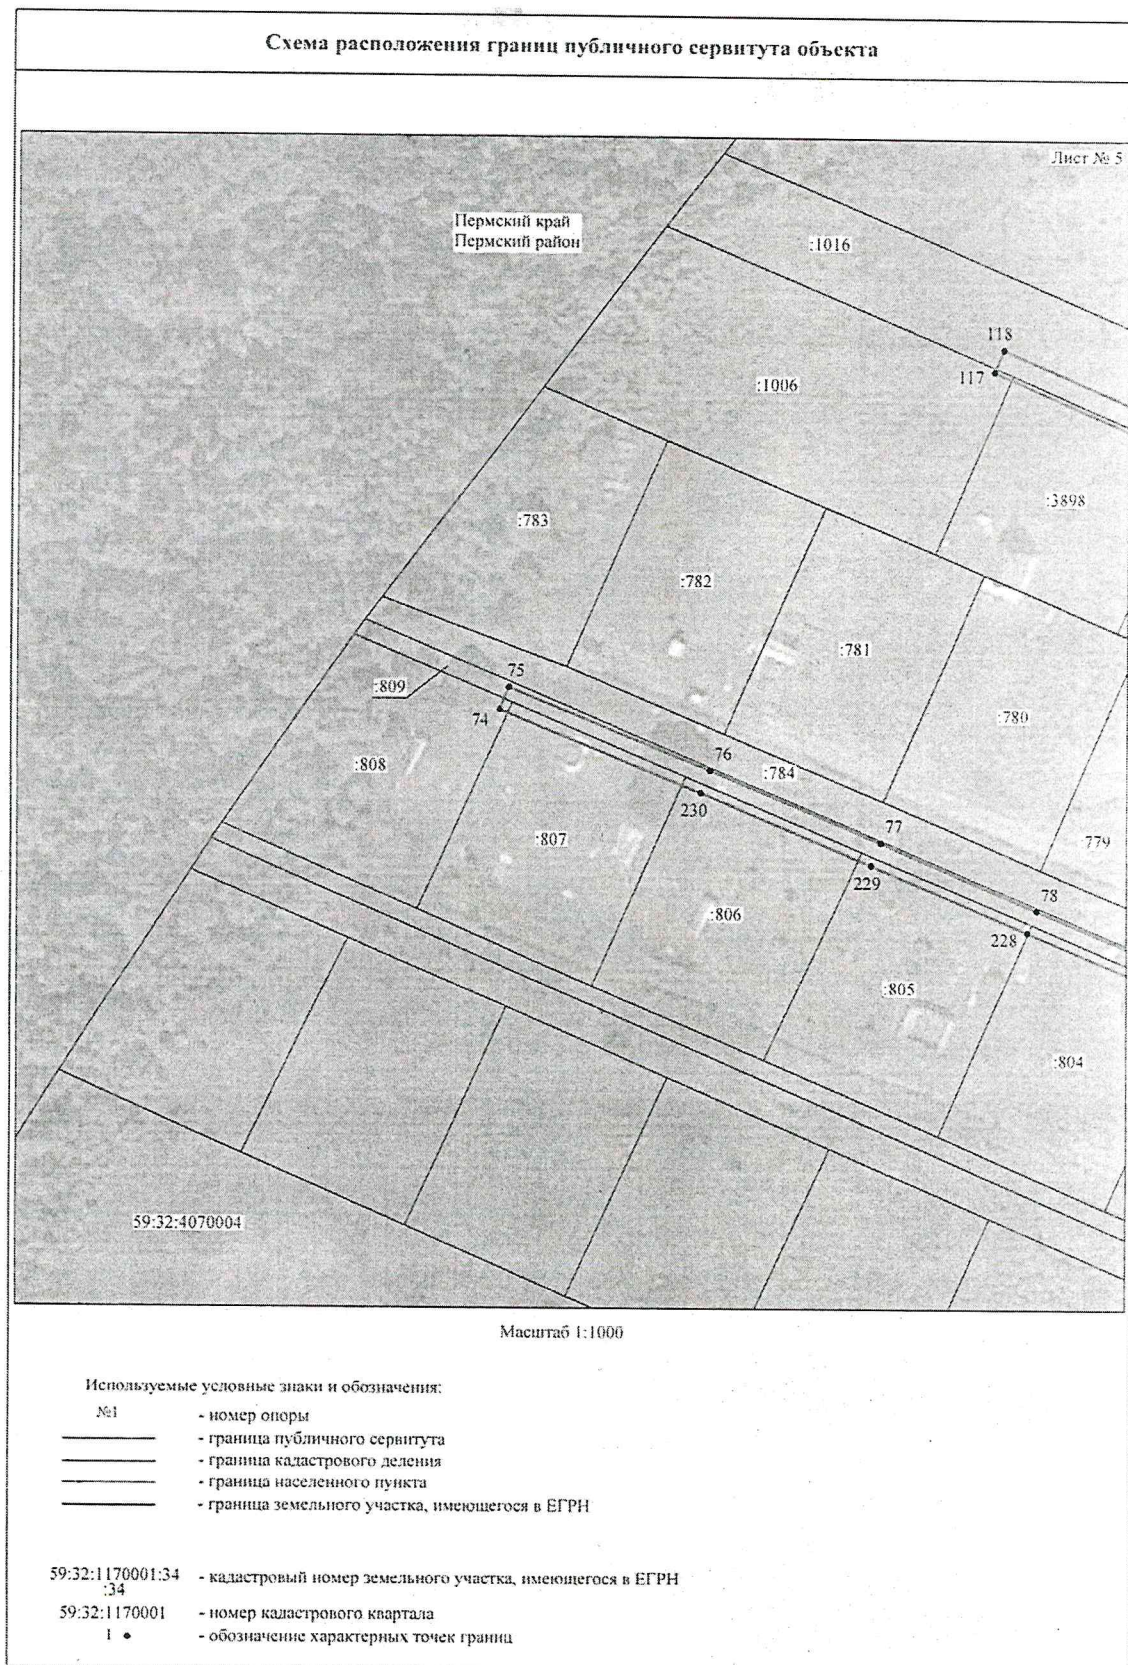 Схема расположения границ публичного сервитута объекта
Лист № 5
Пермский край
Пермский район
:1016
118
117
:1006
:3898
:783
:782
:781
:809
75
74
:780
76
:784
:808
230
77
:807
:779
229
78
:806
228
:805
:804
59:32:4070004
Масштаб 1:1000
Используемые условные знаки и обозначения:
№1 - номер опоры
- граница публичного сервитута
- граница кадастрового деления
- граница населенного пункта
- граница земельного участка, имеющегося в ЕГРН
59:32:1170001:34 - кадастровый номер земельного участка, имеющегося в ЕГРН
:34
59:32:1170001 - номер кадастрового квартала
1 • - обозначение характерных точек границ